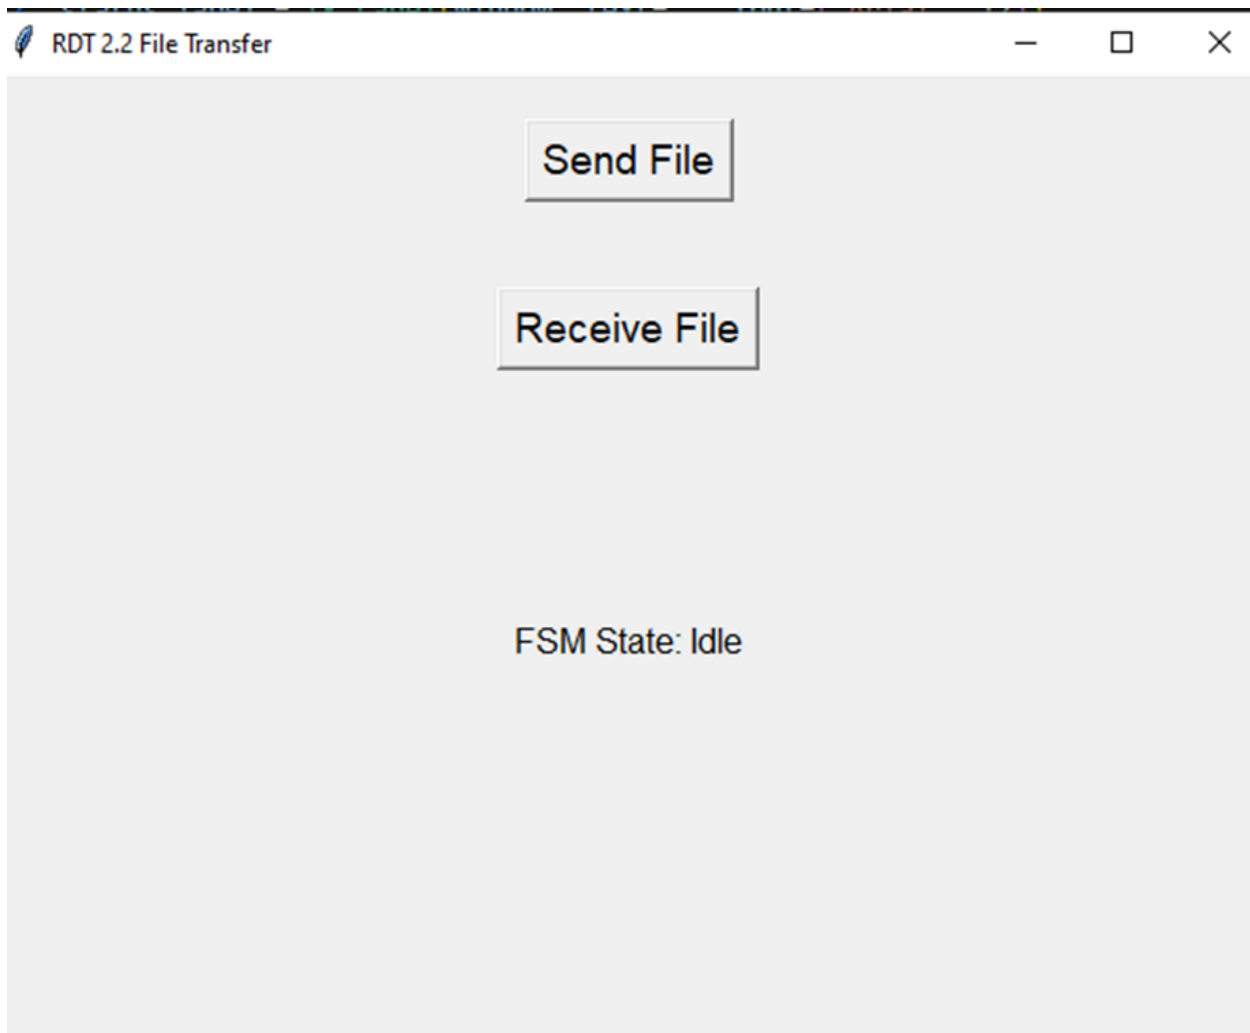 RDT 2.2 File Transfer
Send File
Receive File
FSM State: Idle